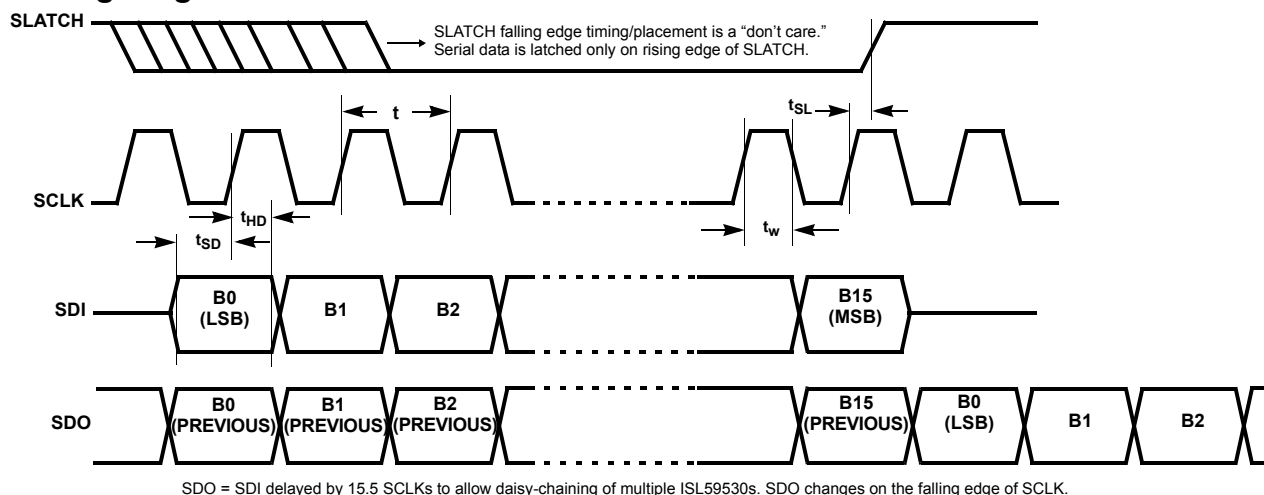 SLATCH
SLATCH falling edge timing/placement is a “don’t care.”
Serial data is latched only on rising edge of SLATCH.
t
tSL
SCLK
tHD
tSD
tw
SDI
B0
(LSB)
B1
B2
B15
(MSB)
SDO
B0
(PREVIOUS)
B1
(PREVIOUS)
B2
(PREVIOUS)
B15
(PREVIOUS)
B0
(LSB)
B1
B2
SDO = SDI delayed by 15.5 SCLKs to allow daisy-chaining of multiple ISL59530s. SDO changes on the falling edge of SCLK.